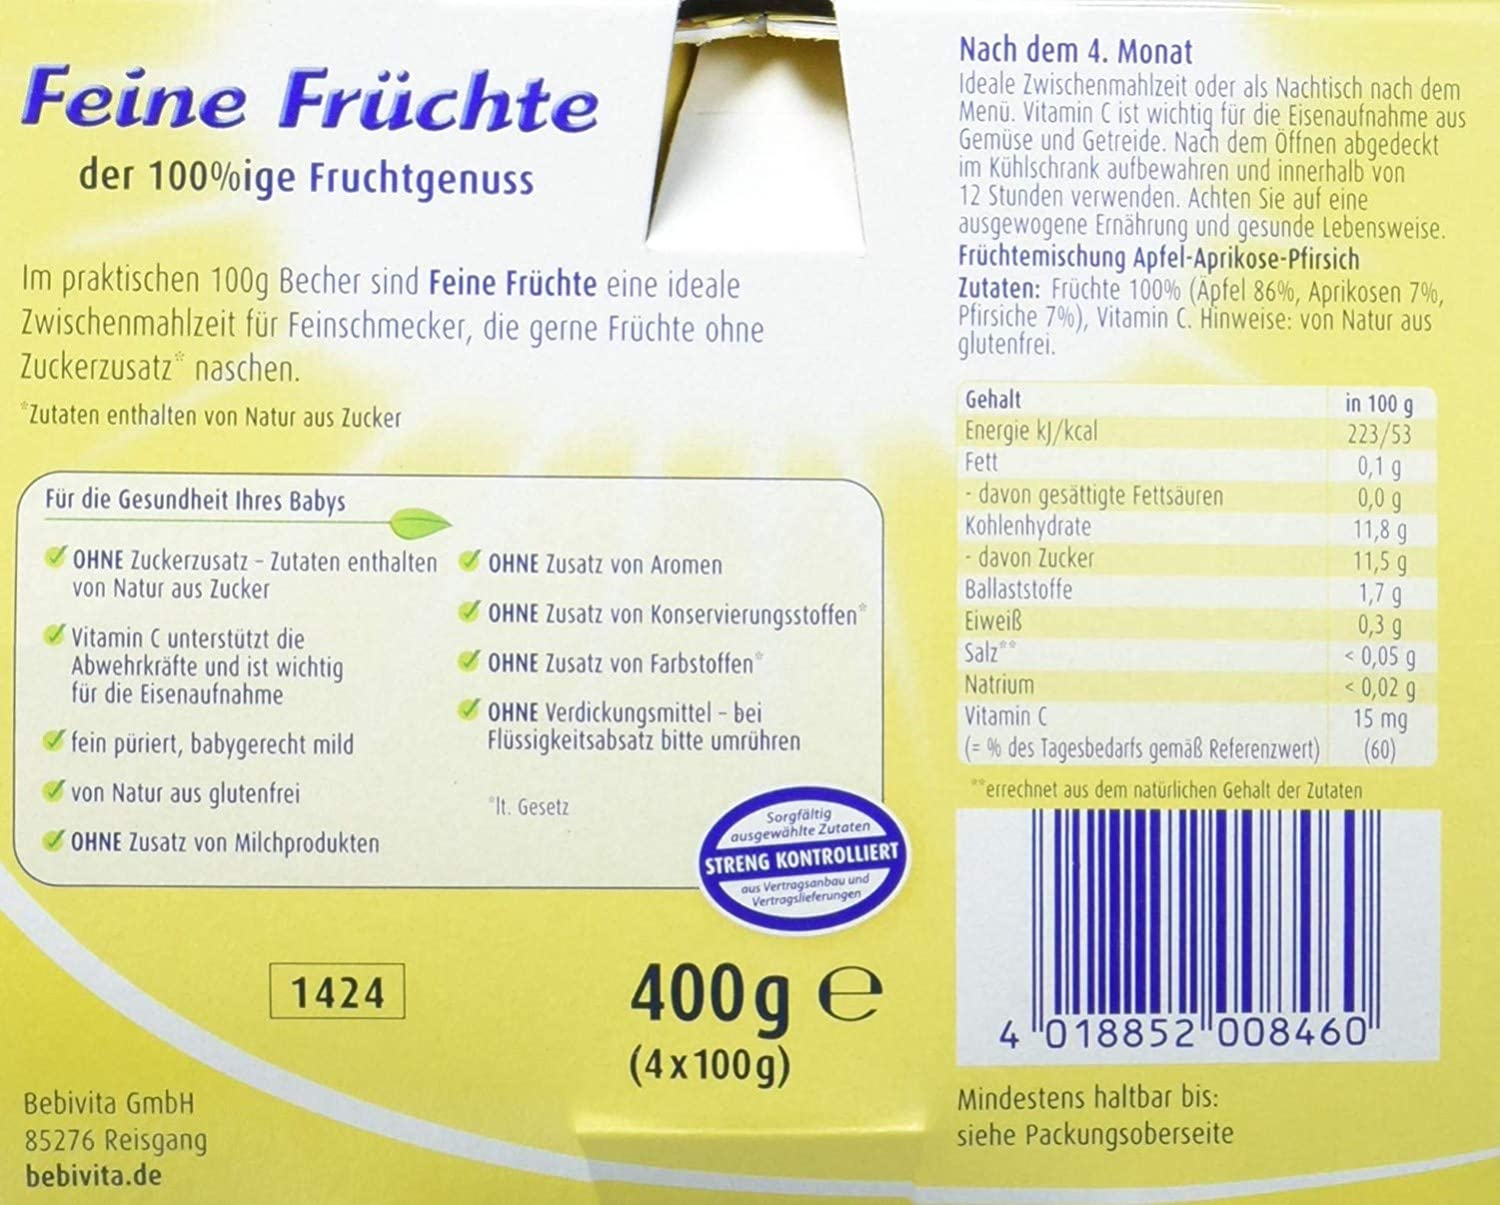 Feine Früchte
der 100%ige Fruchtgenuss
Im praktischen 100g Becher sind Feine Früchte eine ideale
Zwischenmahlzeit für Feinschmecker, die gerne Früchte ohne
Zuckerzusatz* naschen.
*Zutaten enthalten von Natur aus Zucker
Für die Gesundheit Ihres Babys
OHNE Zuckerzusatz – Zutaten enthalten
von Natur aus Zucker
Vitamin C unterstützt die
Abwehrkräfte und ist wichtig
für die Eisenaufnahme
fein püriert, babygerecht mild
von Natur aus glutenfrei
OHNE Zusatz von Milchprodukten
OHNE Zusatz von Aromen
OHNE Zusatz von Konservierungsstoffen*
OHNE Zusatz von Farbstoffen*
OHNE Verdickungsmittel – bei
Flüssigkeitsabsatz bitte umrühren
*lt. Gesetz
Sorgfältig
ausgewählte Zutaten
STRENG KONTROLLIERT
aus Vertragsanbau und
Vertragslieferungen
1424
400g ℮
(4x100g)
Bebivita GmbH
85276 Reisgang
bebivita.de
Nach dem 4. Monat
Ideale Zwischenmahlzeit oder als Nachtisch nach dem
Menü. Vitamin C ist wichtig für die Eisenaufnahme aus
Gemüse und Getreide. Nach dem Öffnen abgedeckt
im Kühlschrank aufbewahren und innerhalb von
12 Stunden verwenden. Achten Sie auf eine
ausgewogene Ernährung und gesunde Lebensweise.
Früchtemischung Apfel-Aprikose-Pfirsich
Zutaten: Früchte 100% (Äpfel 86%, Aprikosen 7%,
Pfirsiche 7%), Vitamin C. Hinweise: von Natur aus
glutenfrei.
Gehalt in 100 g
Energie kJ/kcal 223/53
Fett 0,1 g
- davon gesättigte Fettsäuren 0,0 g
Kohlenhydrate 11,8 g
- davon Zucker 11,5 g
Ballaststoffe 1,7 g
Eiweiß 0,3 g
Salz** < 0,05 g
Natrium < 0,02 g
Vitamin C 15 mg
(= % des Tagesbedarfs gemäß Referenzwert) (60)
**errechnet aus dem natürlichen Gehalt der Zutaten
4 018852 008460
Mindestens haltbar bis:
siehe Packungsoberseite